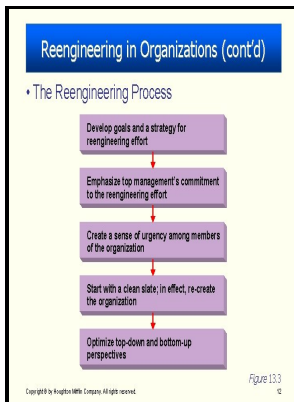 Reengineering in Organizations (cont'd)
• The Reengineering Process
Develop goals and a strategy for
reengineering effort
Emphasize top management's commitment
to the reengineering effort
Create a sense of urgency among members
of the organization
Start with a clean slate; in effect, re-create
the organization
Optimize top-down and bottom-up
perspectives
Figure 13.3
Copyright © by Houghton Mifflin Company. All rights reserved.
12